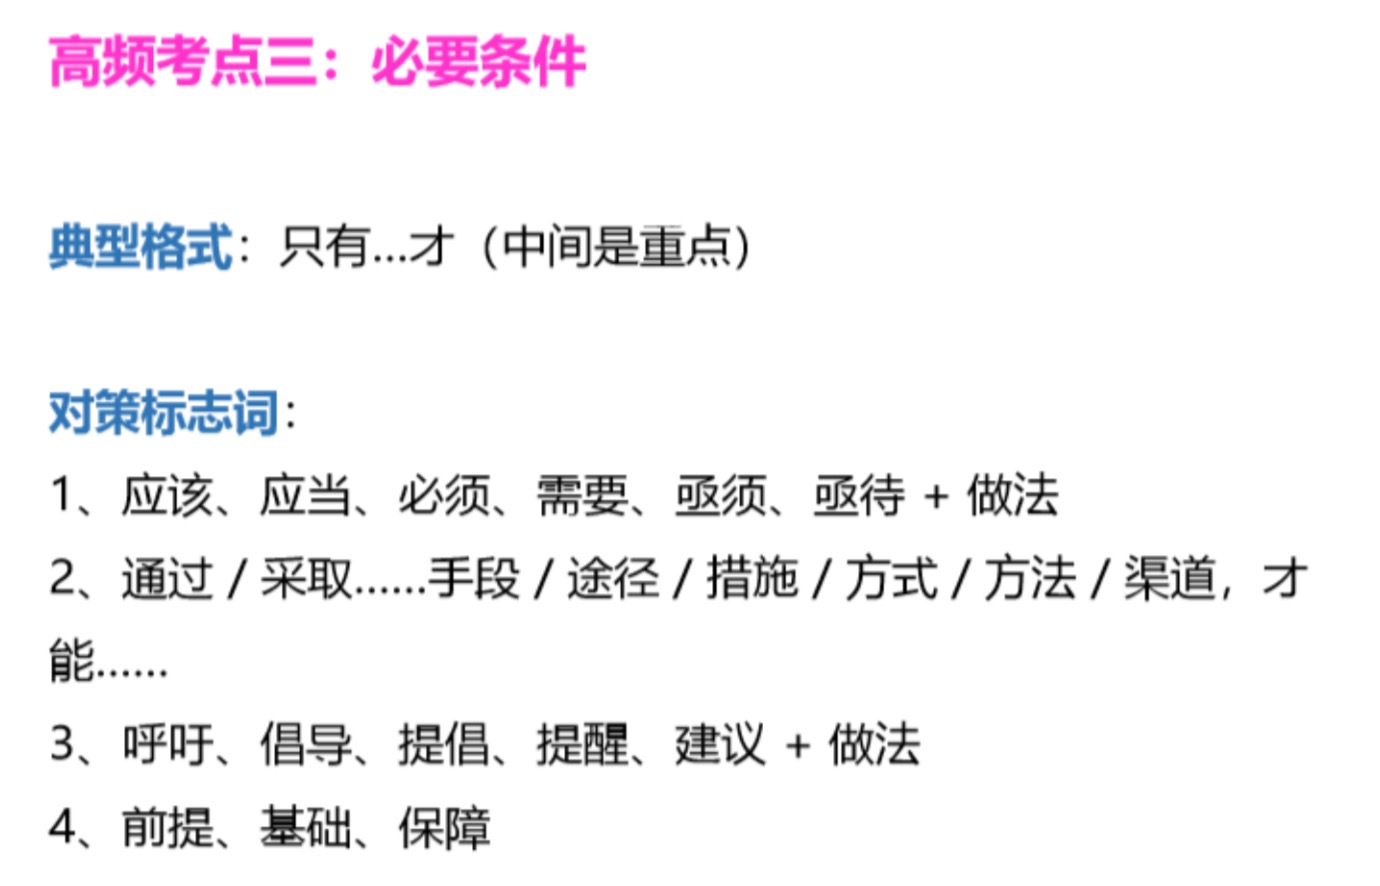 高频考点三：必要条件
典型格式：只有...才（中间是重点）
对策标志词：
1、应该、应当、必须、需要、亟须、亟待 + 做法
2、通过 / 采取......手段 / 途径 / 措施 / 方式 / 方法 / 渠道，才
能......
3、呼吁、倡导、提倡、提醒、建议 + 做法
4、前提、基础、保障